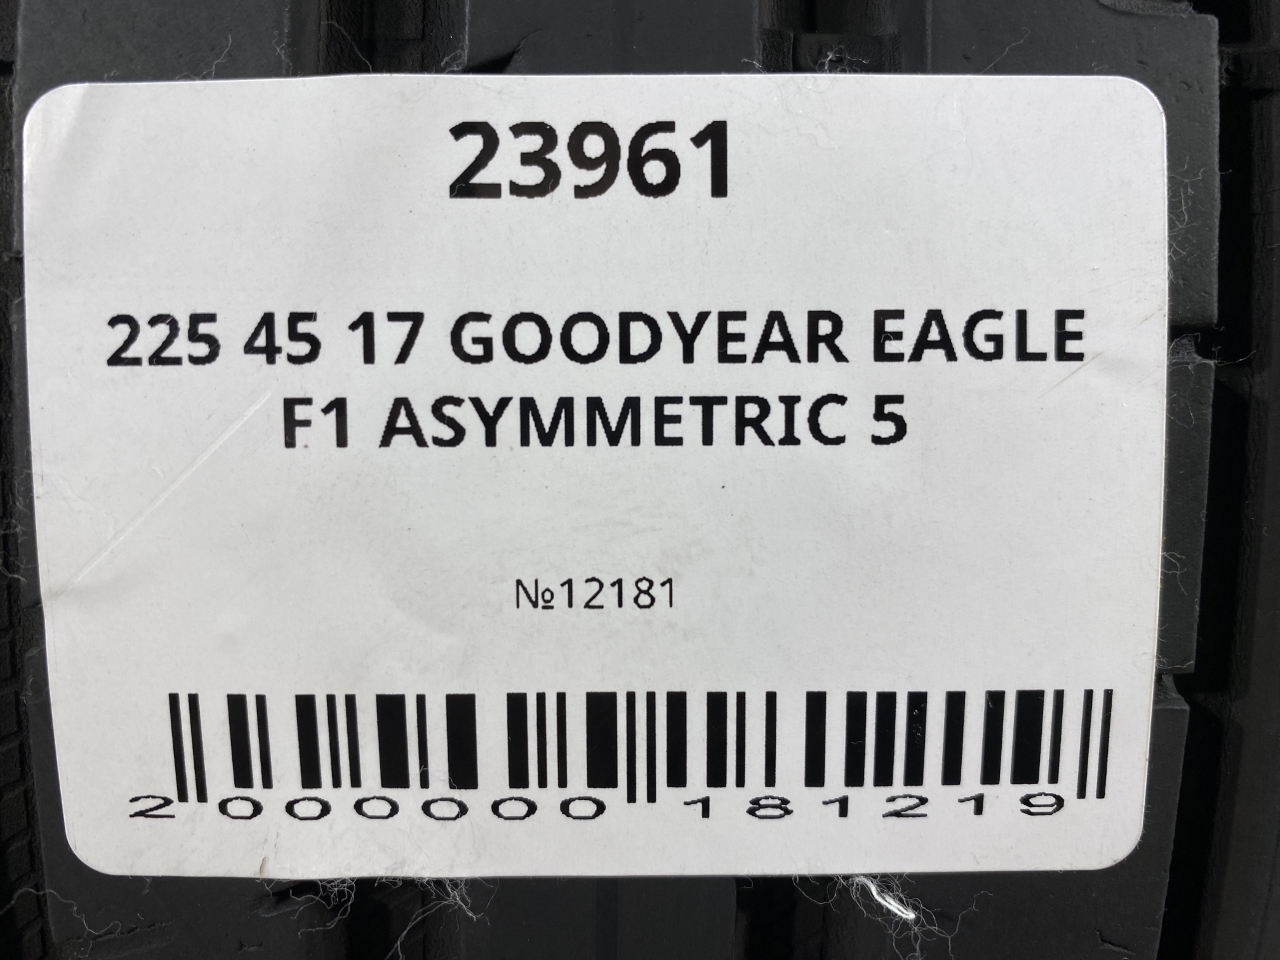 23961
225 45 17 GOODYEAR EAGLE
F1 ASYMMETRIC 5
№12181
2 000000 181219